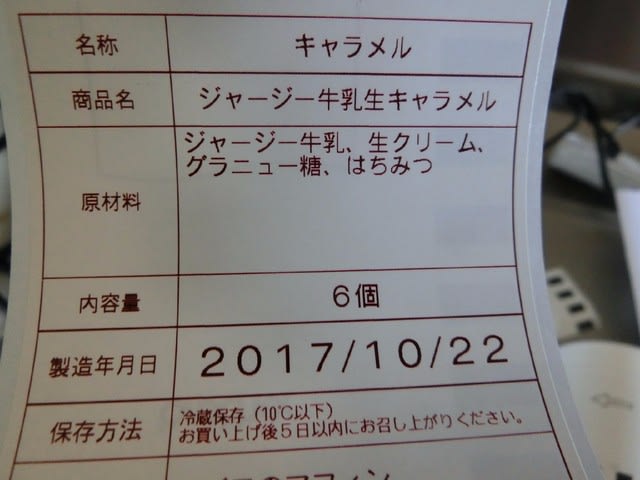 名称 キャラメル
商品名 ジャージー牛乳生キャラメル
原材料 ジャージー牛乳、生クリーム、
グラニュー糖、はちみつ
内容量 6個
製造年月日 2017/10/22
保存方法 冷蔵保存(10℃以下)
お買い上げ後5日以内にお召し上がりください。